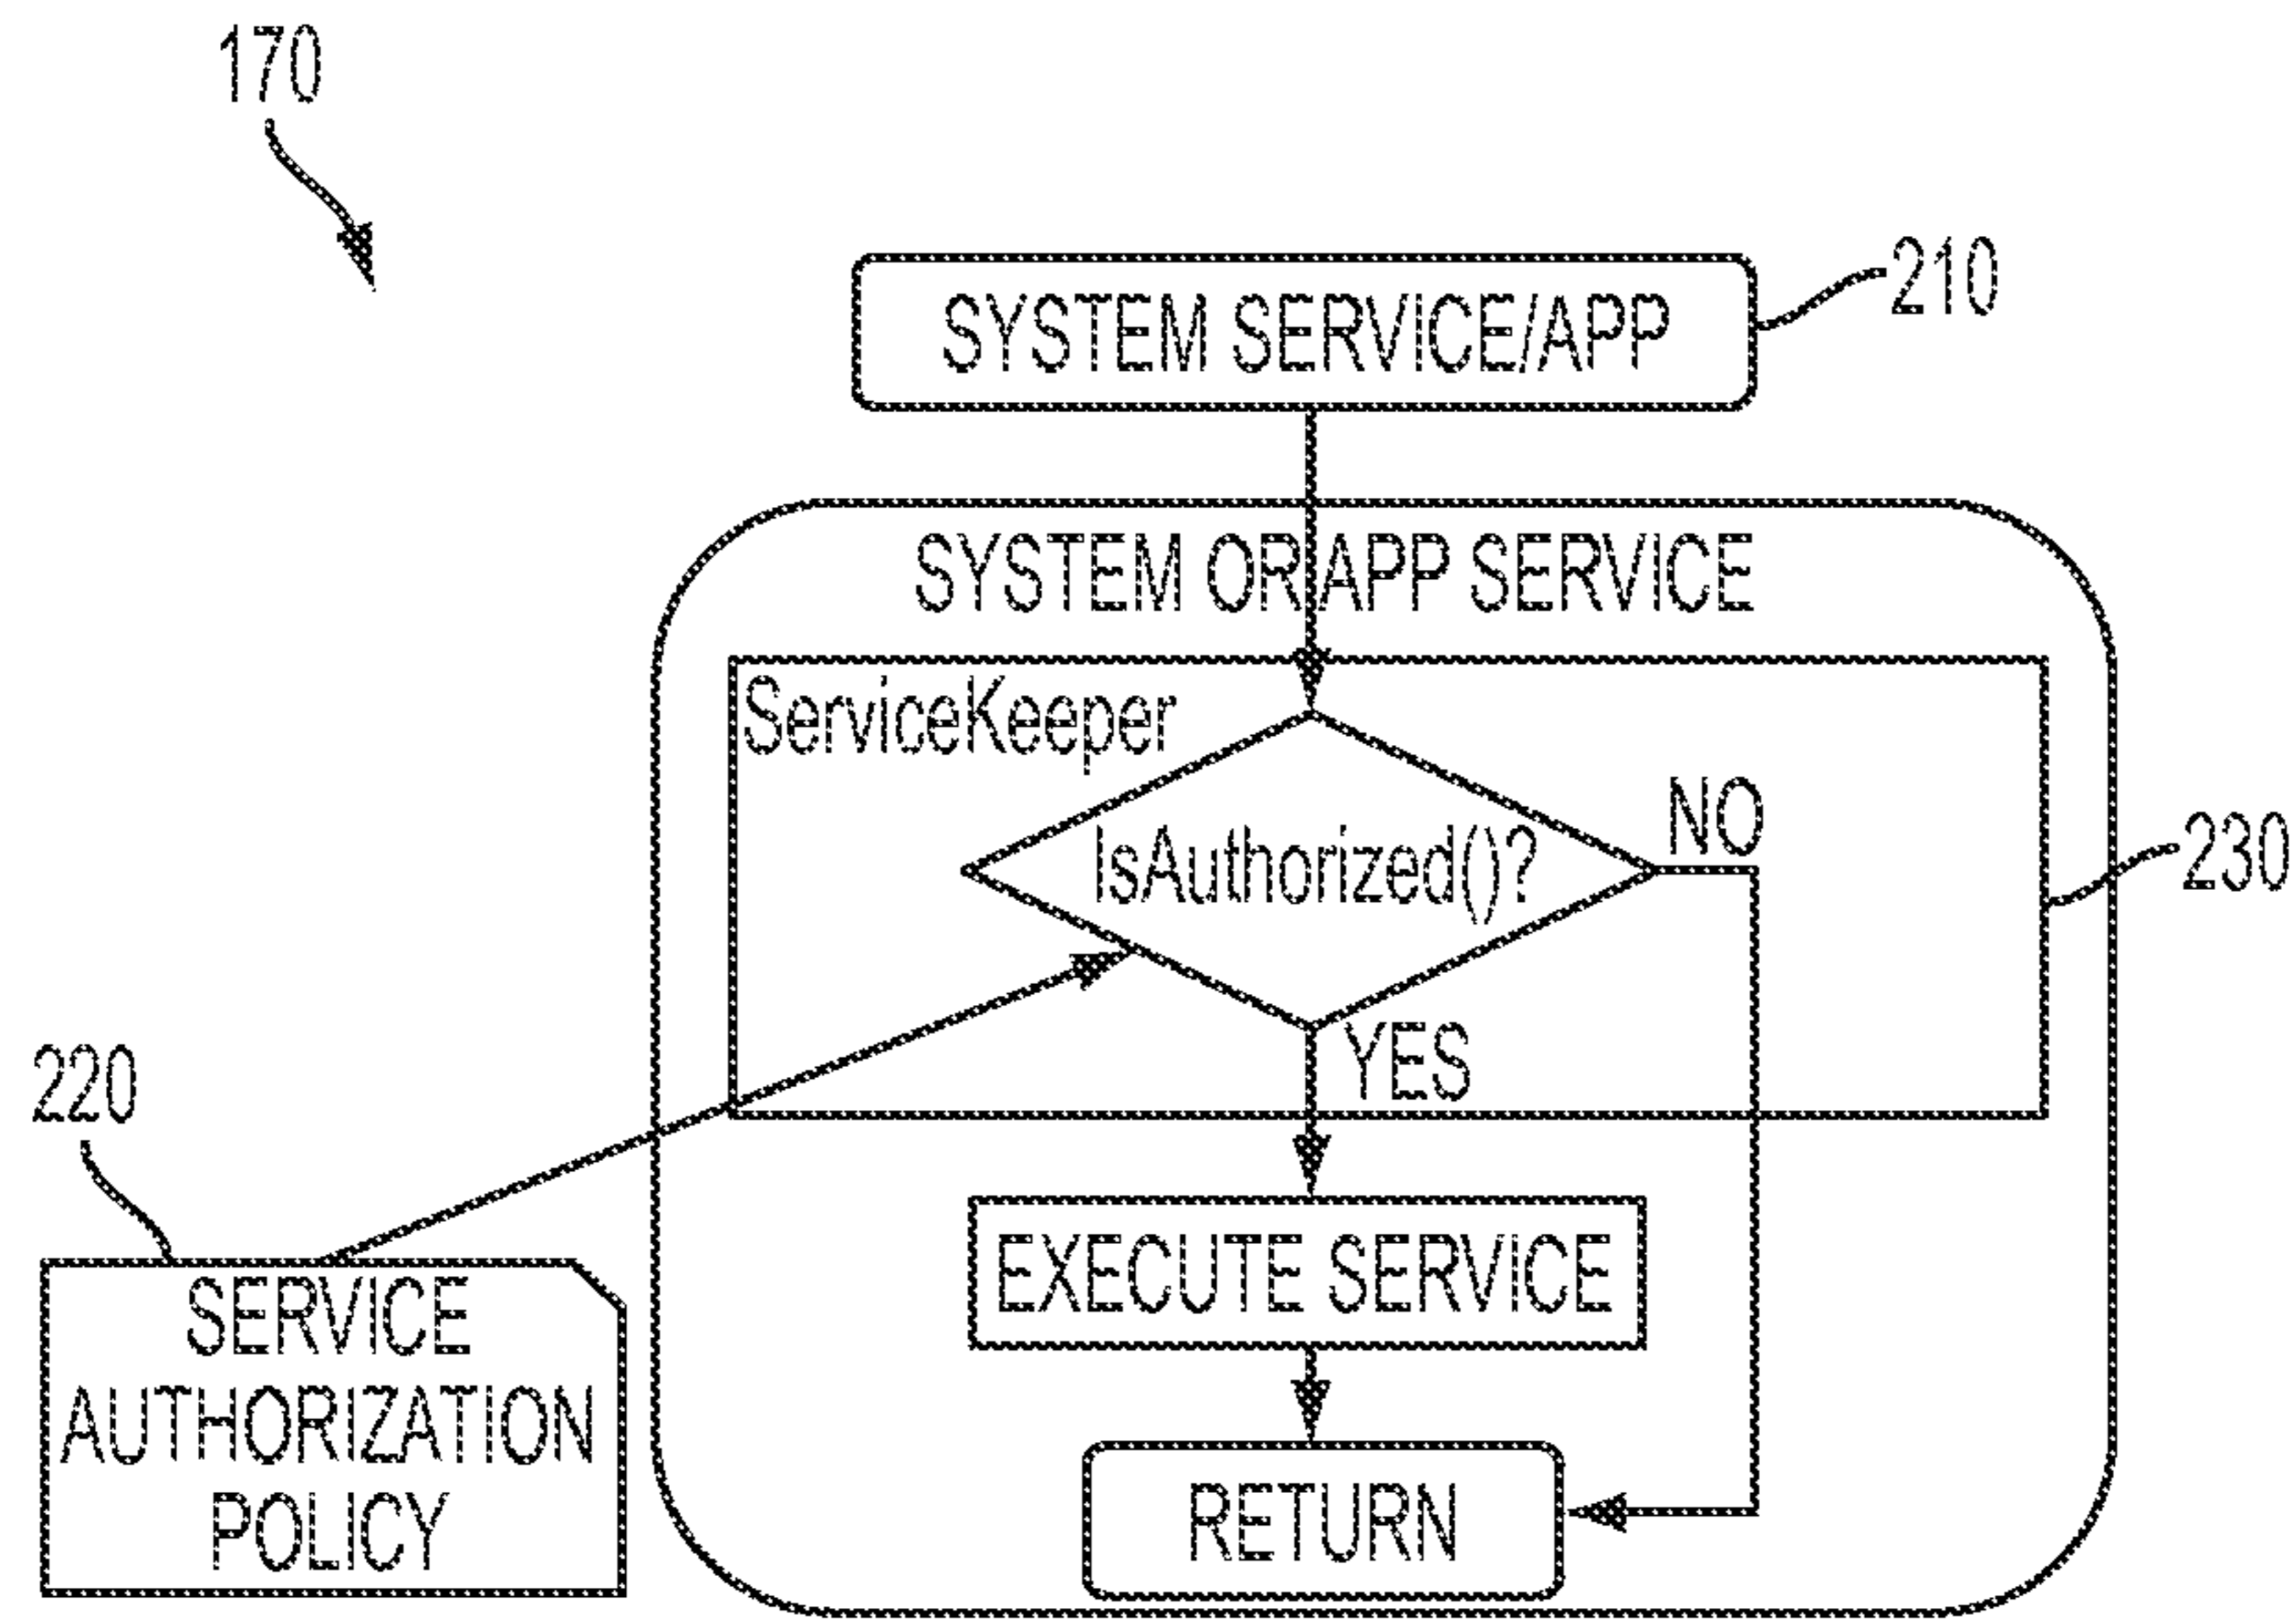 170
SYSTEM SERVICE/APP
210
SYSTEM OR APP SERVICE
ServiceKeeper
IsAuthorized()?
NO
230
YES
220
EXECUTE SERVICE
SERVICE
AUTHORIZATION
POLICY
RETURN